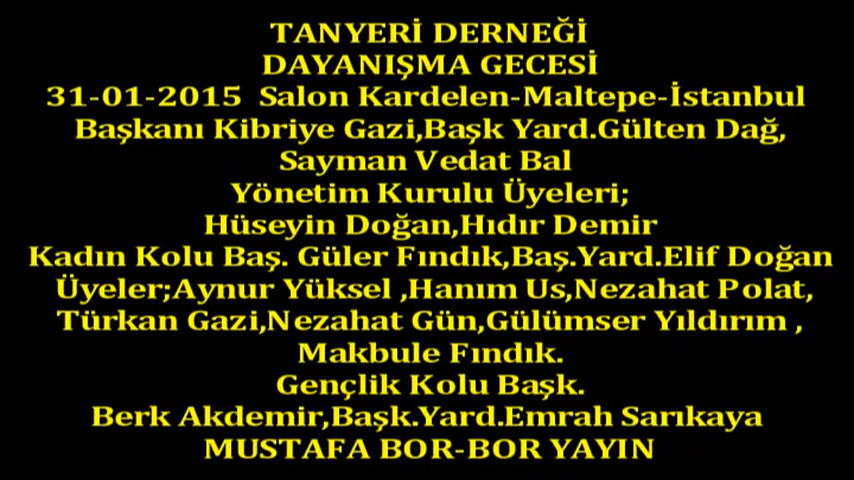 TANYERİ DERNEĞİ
DAYANIŞMA GECESİ
31-01-2015 Salon Kardelen-Maltepe-İstanbul
Başkanı Kibriye Gazi,Başk Yard.Gülten Dağ,
Sayman Vedat Bal
Yönetim Kurulu Üyeleri;
Hüseyin Doğan,Hıdır Demir
Kadın Kolu Baş. Güler Fındık,Baş.Yard.Elif Doğan
Üyeler;Aynur Yüksel ,Hanım Us,Nezahat Polat,
Türkan Gazi,Nezahat Gün,Gülümser Yıldırım ,
Makbule Fındık.
Gençlik Kolu Başk.
Berk Akdemir,Başk.Yard.Emrah Sarıkaya
MUSTAFA BOR-BOR YAYIN